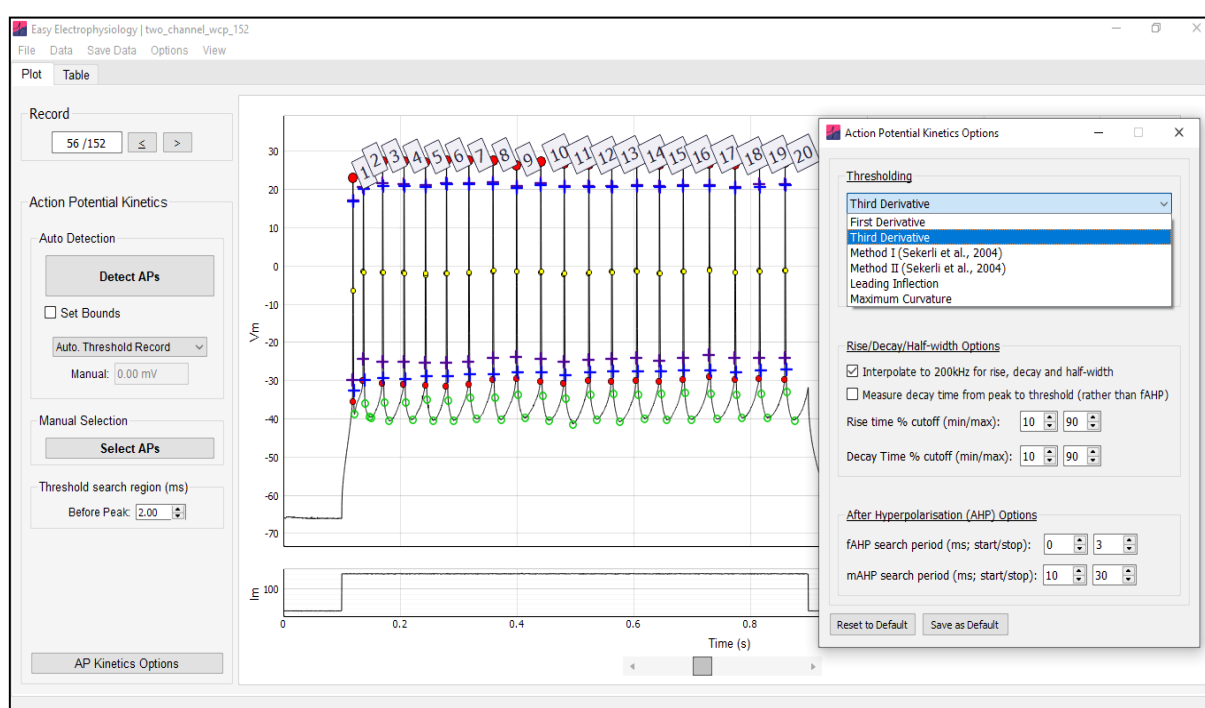 Easy Electrophysiology | two_channel_wcp_152
File Data Save Data Options View
Plot Table
Record
56 /152 < >
Action Potential Kinetics
Auto Detection
Detect APs
Set Bounds
Auto. Threshold Record
Manual: 0.00 mV
Manual Selection
Select APs
Threshold search region (ms)
Before Peak: 2.00
AP Kinetics Options
Vm
30
20
10
0
-10
-20
-30
-40
-50
-60
-70
1 2 3 4 5 6 7 8 9 10 11 12 13 14 15 16 17 18 19 20
Im
100
0 0.2 0.4 0.6 0.8
Time (s)
Action Potential Kinetics Options
Thresholding
Third Derivative
First Derivative
Third Derivative
Method I (Sekerli et al., 2004)
Method II (Sekerli et al., 2004)
Leading Inflection
Maximum Curvature
Rise/Decay/Half-width Options
Interpolate to 200kHz for rise, decay and half-width
Measure decay time from peak to threshold (rather than fAHP)
Rise time % cutoff (min/max): 10 90
Decay Time % cutoff (min/max): 10 90
After Hyperpolarisation (AHP) Options
fAHP search period (ms; start/stop): 0 3
mAHP search period (ms; start/stop): 10 30
Reset to Default Save as Default